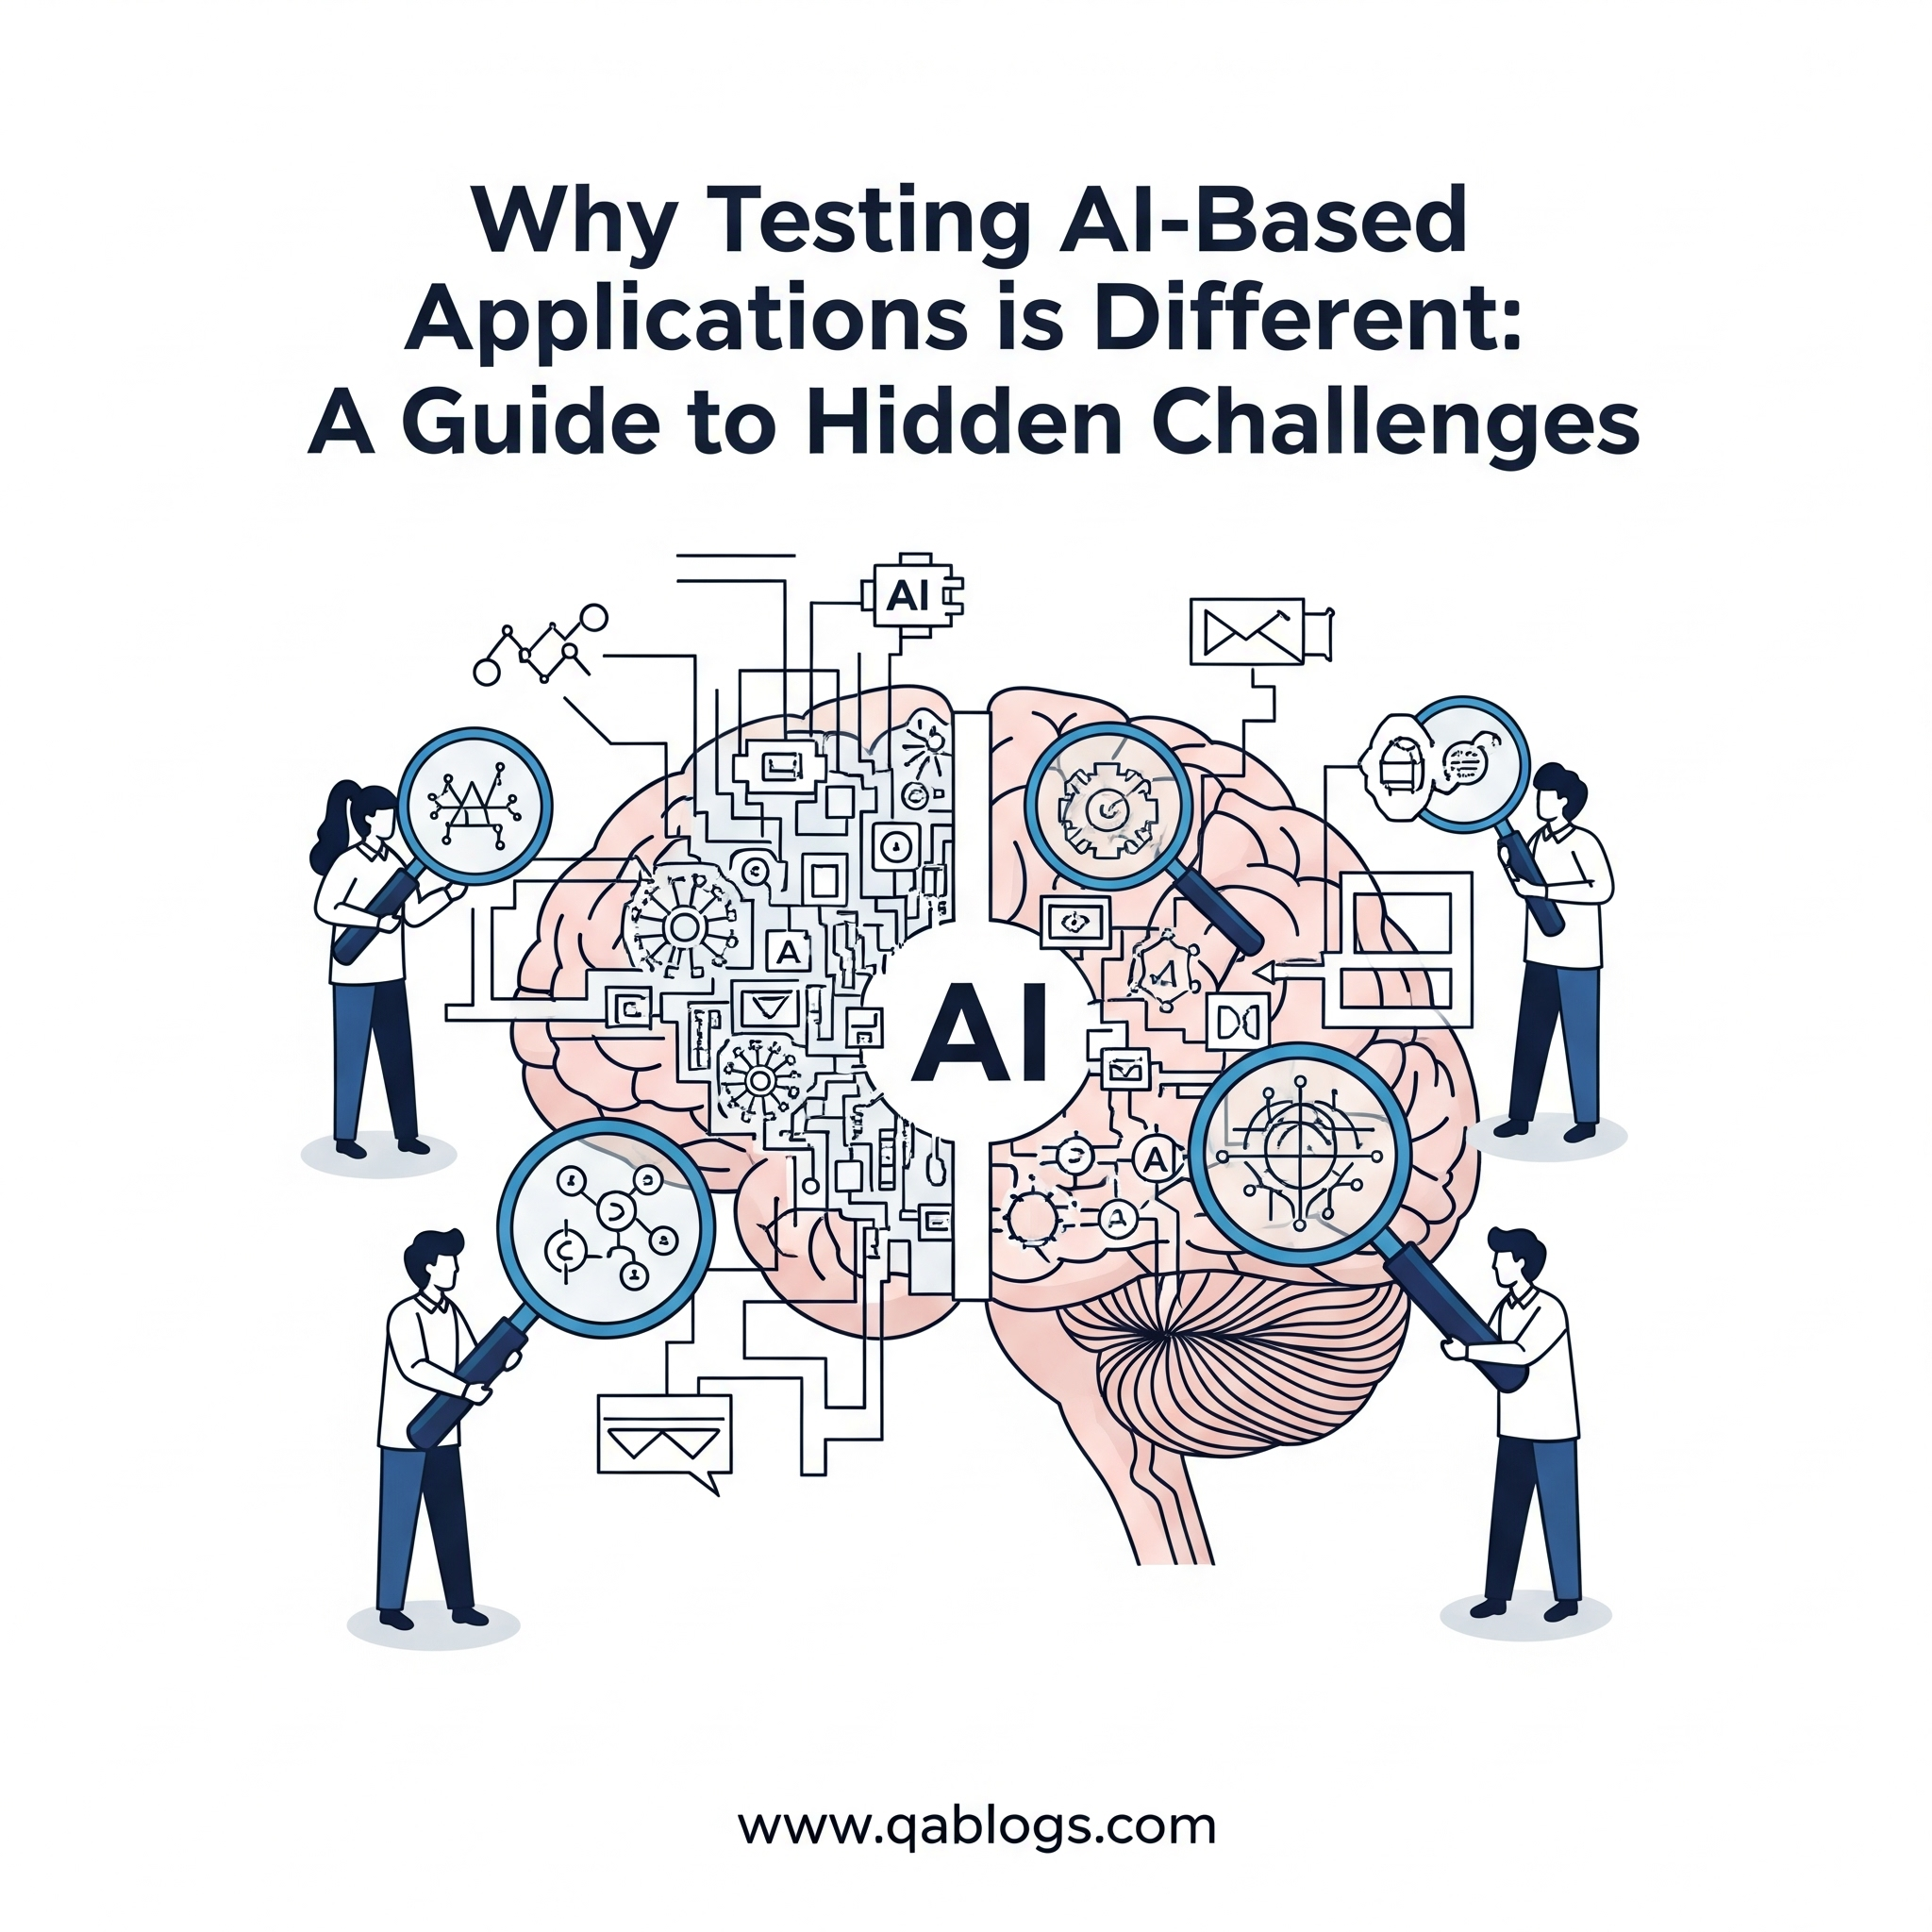 Why Testing AI-Based
Applications is Different:
A Guide to Hidden Challenges
AI
A
AI
A
A
www.qablogs.com